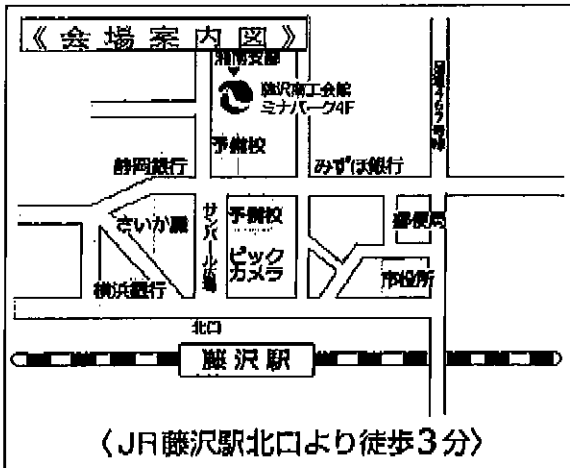 《会場案内図》
湘南支部
藤沢商工会館
ミナパーク4F
国道467号線
予備校
静岡銀行
みずほ銀行
さいか屋
サンパール広場
予備校
郵便局
ビック
カメラ
市役所
横浜銀行
北口
藤沢駅
〈JR藤沢駅北口より徒歩3分〉